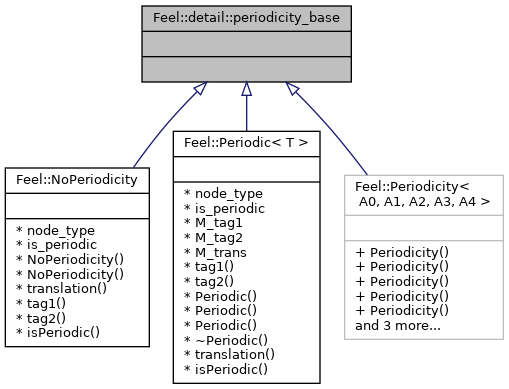 Feel::detail::periodicity_base
Feel::NoPeriodicity
* node_type
* is_periodic
* NoPeriodicity()
* NoPeriodicity()
* translation()
* tag1()
* tag2()
* isPeriodic()
Feel::Periodic< T >
* node_type
* is_periodic
* M_tag1
* M_tag2
* M_trans
* tag1()
* tag2()
* Periodic()
* Periodic()
* Periodic()
* ~Periodic()
* translation()
* isPeriodic()
Feel::Periodicity<
A0, A1, A2, A3, A4 >
+ Periodicity()
+ Periodicity()
+ Periodicity()
+ Periodicity()
+ Periodicity()
and 3 more...